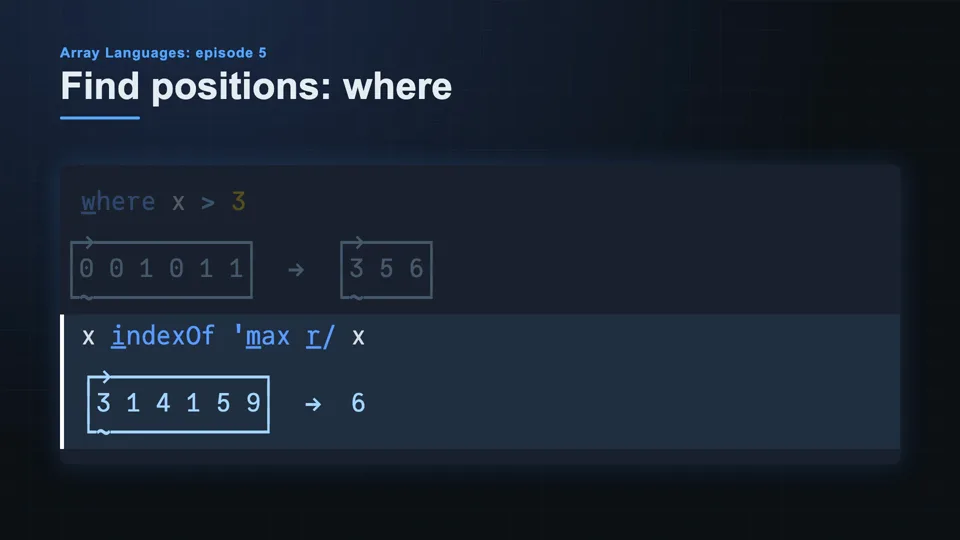 Array Languages: episode 5
Find positions: where
where x > 3
0 0 1 0 1 1 → 3 5 6
x indexOf 'max r/ x
3 1 4 1 5 9 → 6